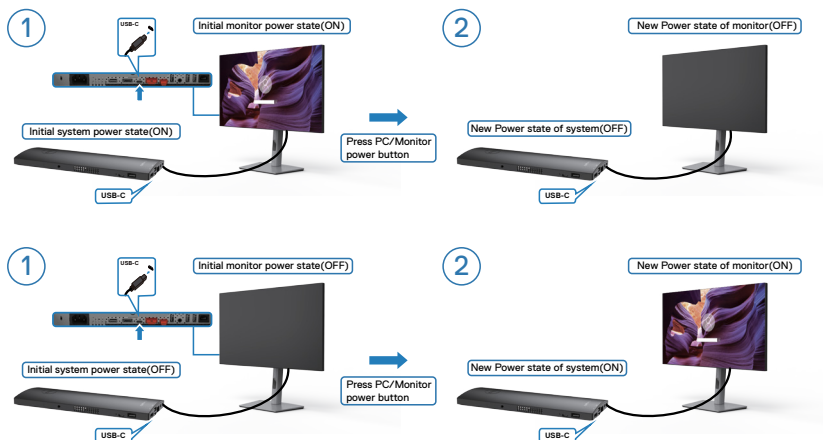 1
USB-C
Initial monitor power state(ON)
Initial system power state(ON)
USB-C
Press PC/Monitor
power button
2
New Power state of monitor(OFF)
New Power state of system(OFF)
USB-C
1
USB-C
Initial monitor power state(OFF)
Initial system power state(OFF)
USB-C
Press PC/Monitor
power button
2
New Power state of monitor(ON)
New Power state of system(ON)
USB-C